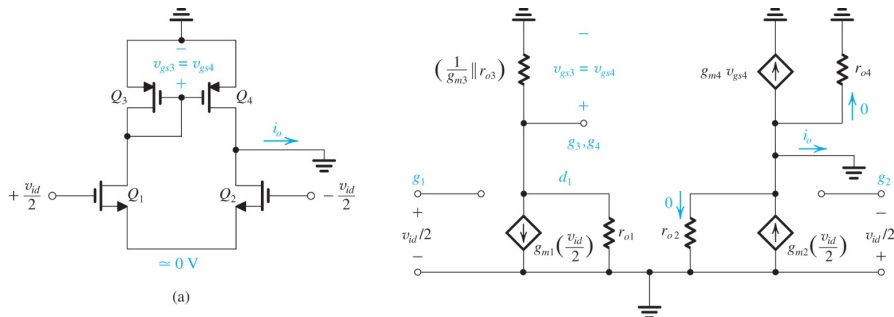 −
v_gs3 = v_gs4
+
Q_3
Q_4
i_o
+ v_id/2
Q_1
Q_2
− v_id/2
≃ 0 V
(a)
(1/g_m3 ∥ r_o3)
−
v_gs3 = v_gs4
+
g_3, g_4
g_m4 v_gs4
r_o4
0
i_o
g_1
+
v_id/2
−
d_1
g_m1(v_id/2)
r_o1
0
r_o2
g_m2(v_id/2)
g_2
−
v_id/2
+